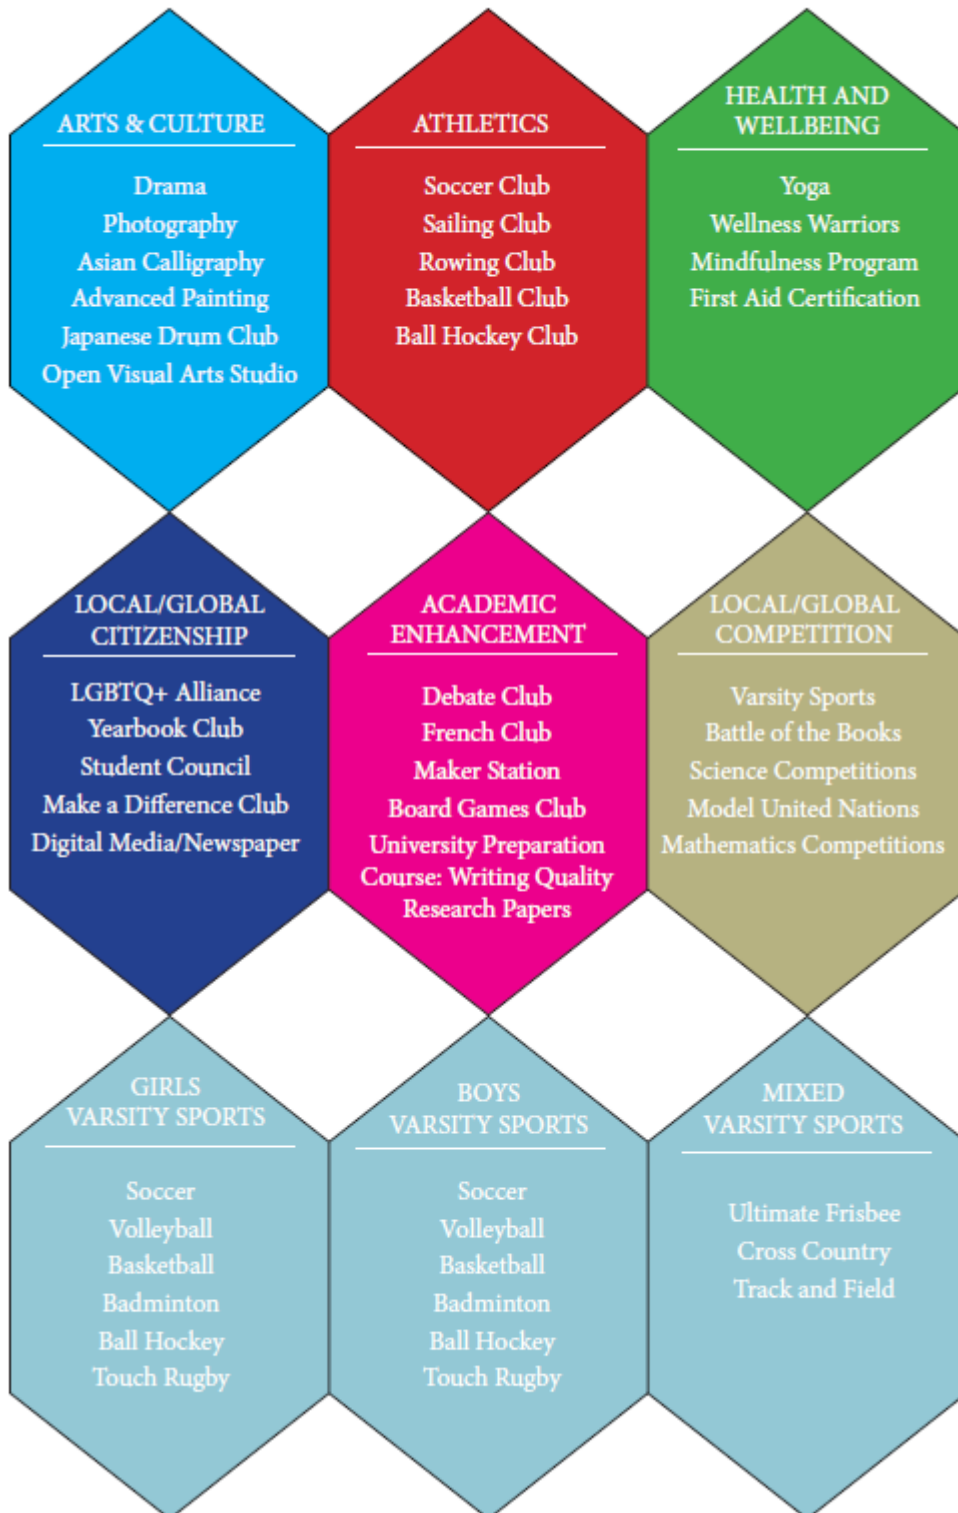 ARTS & CULTURE
Drama
Photography
Asian Calligraphy
Advanced Painting
Japanese Drum Club
Open Visual Arts Studio
ATHLETICS
Soccer Club
Sailing Club
Rowing Club
Basketball Club
Ball Hockey Club
HEALTH AND
WELLBEING
Yoga
Wellness Warriors
Mindfulness Program
First Aid Certification
LOCAL/GLOBAL
CITIZENSHIP
LGBTQ+ Alliance
Yearbook Club
Student Council
Make a Difference Club
Digital Media/Newspaper
ACADEMIC
ENHANCEMENT
Debate Club
French Club
Maker Station
Board Games Club
University Preparation
Course: Writing Quality
Research Papers
LOCAL/GLOBAL
COMPETITION
Varsity Sports
Battle of the Books
Science Competitions
Model United Nations
Mathematics Competitions
GIRLS
VARSITY SPORTS
Soccer
Volleyball
Basketball
Badminton
Ball Hockey
Touch Rugby
BOYS
VARSITY SPORTS
Soccer
Volleyball
Basketball
Badminton
Ball Hockey
Touch Rugby
MIXED
VARSITY SPORTS
Ultimate Frisbee
Cross Country
Track and Field